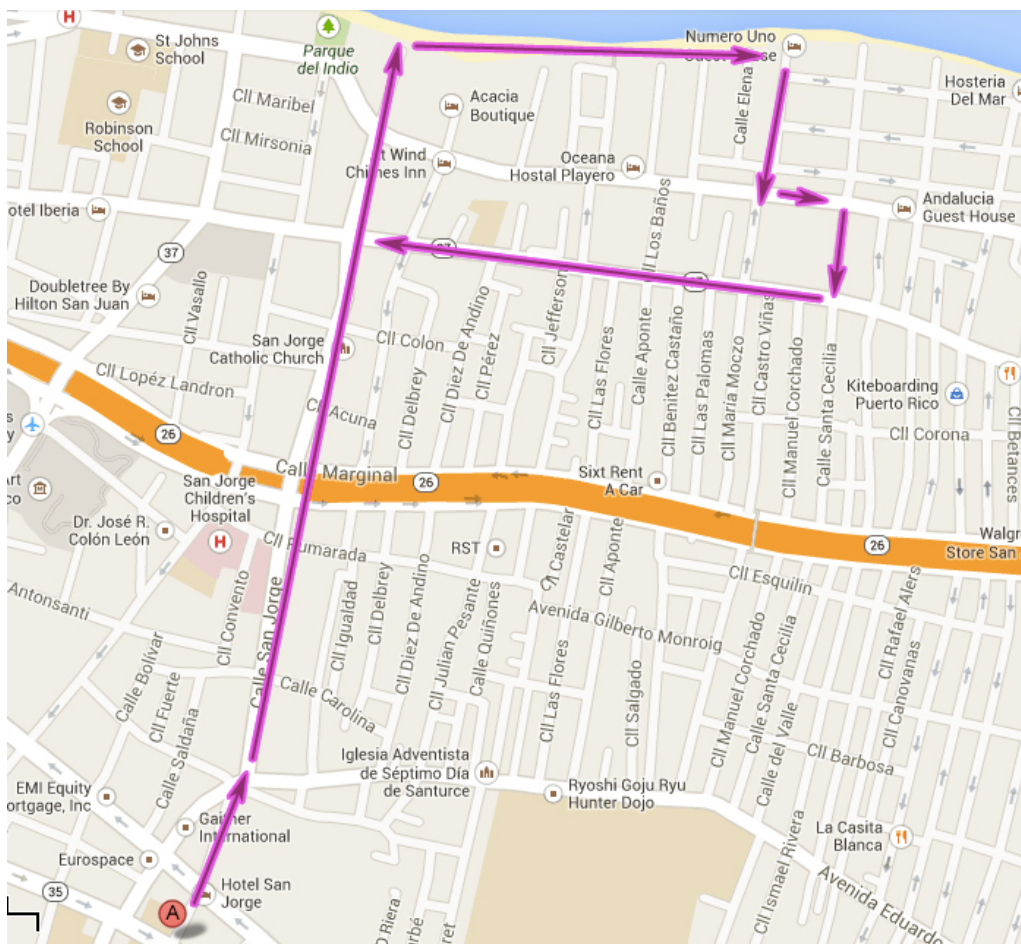 H
St Johns
School
Parque
del Indio
Numero Uno
Hosteria
Del Mar
Calle Elena
Cll Maribel
Acacia
Boutique
Robinson
School
Cll Mirsonia
Wind
Inn
Oceana
Hostal Playero
Hotel Iberia
Cll Los Baños
Andalucia
Guest House
37
37
Doubletree By
Hilton San Juan
Cll Vasallo
San Jorge
Catholic Church
Cll Colon
Cll Diez De Andino
Cll Pérez
Cll Jefferson
Cll Las Flores
Calle Aponte
Cll Benitez Castaño
Cll Las Palomas
Cll Maria Moczo
Cll Castro Viñas
Cll Manuel Corchado
Calle Santa Cecilia
Kiteboarding
Puerto Rico
Cll Lopéz Landron
Cll Delbrey
Cll Acuna
Cll Corona
Cll Betances
26
Calle Marginal
26
Sixt Rent
A Car
San Jorge
Children's
Hospital
H
Dr. José R.
Colón León
RST
26
Store San
Cll Castelar
Cll Aponte
Cll Esquilin
Antonsanti
Cll Convento
Calle San Jorge
Cll Igualdad
Cll Delbrey
Cll Diez De Andino
Cll Julian Pesante
Calle Quiñones
Avenida Gilberto Monroig
Cll Rafael Alers
Calle Bolívar
Cll Fuerte
Calle Saldaña
Calle Carolina
Cll Las Flores
Cll Salgado
Cll Manuel Corchado
Calle Santa Cecilia
Calle del Valle
Cll Canovanas
Cll Barbosa
Iglesia Adventista
de Séptimo Día
de Santurce
EMI Equity
Mortgage, Inc
Ryoshi Goju Ryu
Hunter Dojo
International
La Casita
Blanca
Eurospace
Cll Ismael Rivera
Avenida Eduardo
35
Hotel San
Jorge
A
D.Riera